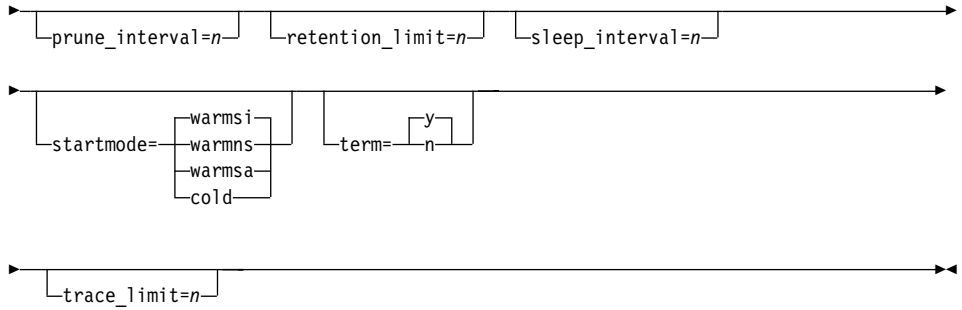 prune_interval=n retention_limit=n sleep_interval=n
warmsi y
startmode= warmns term= n
warmsa
cold
trace_limit=n